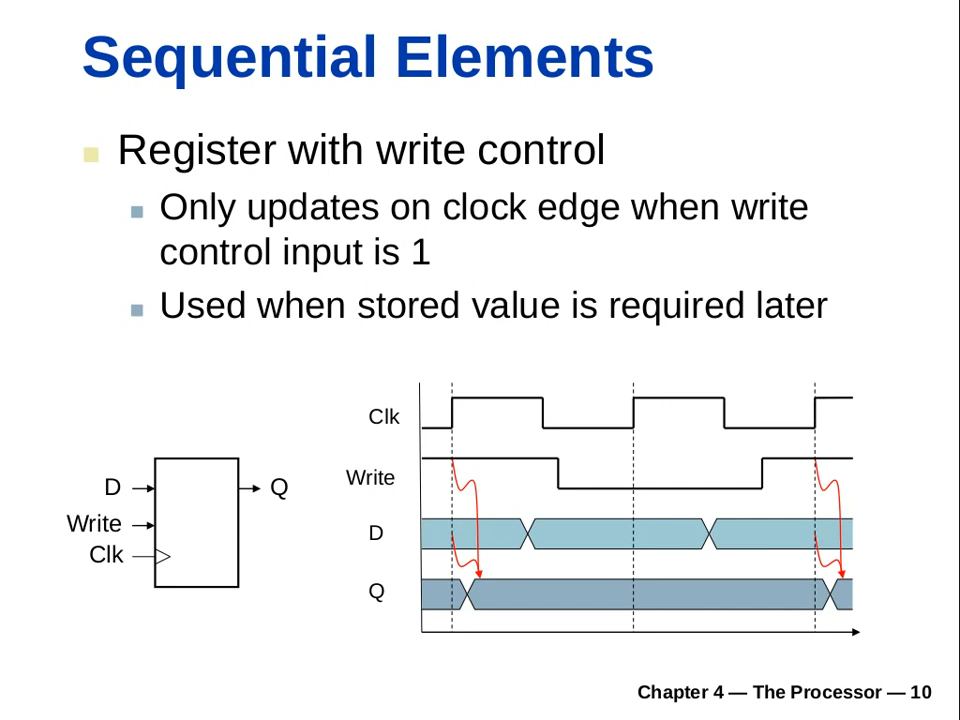 Sequential Elements
Register with write control
Only updates on clock edge when write
control input is 1
Used when stored value is required later
D
Write
Clk
Q
Clk
Write
D
Q
Chapter 4 — The Processor — 10